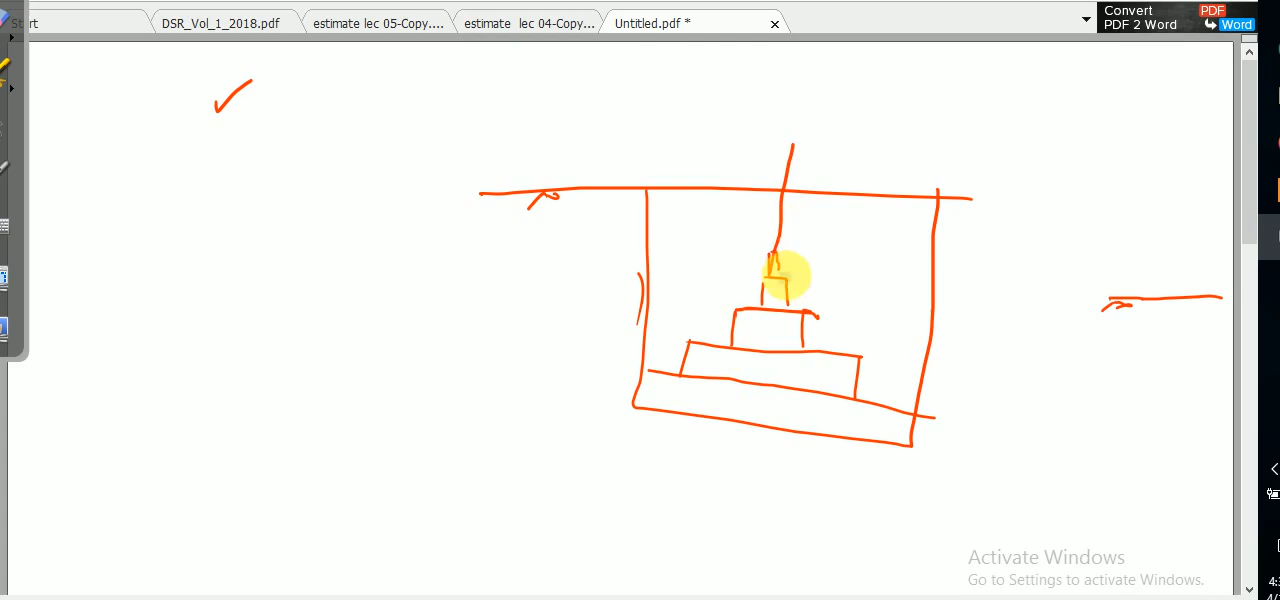 DSR_Vol_1_2018.pdf
estimate lec 05-Copy....
estimate lec 04-Copy...
Untitled.pdf *
Convert
PDF 2 Word
PDF
Word
Activate Windows
Go to Settings to activate Windows.